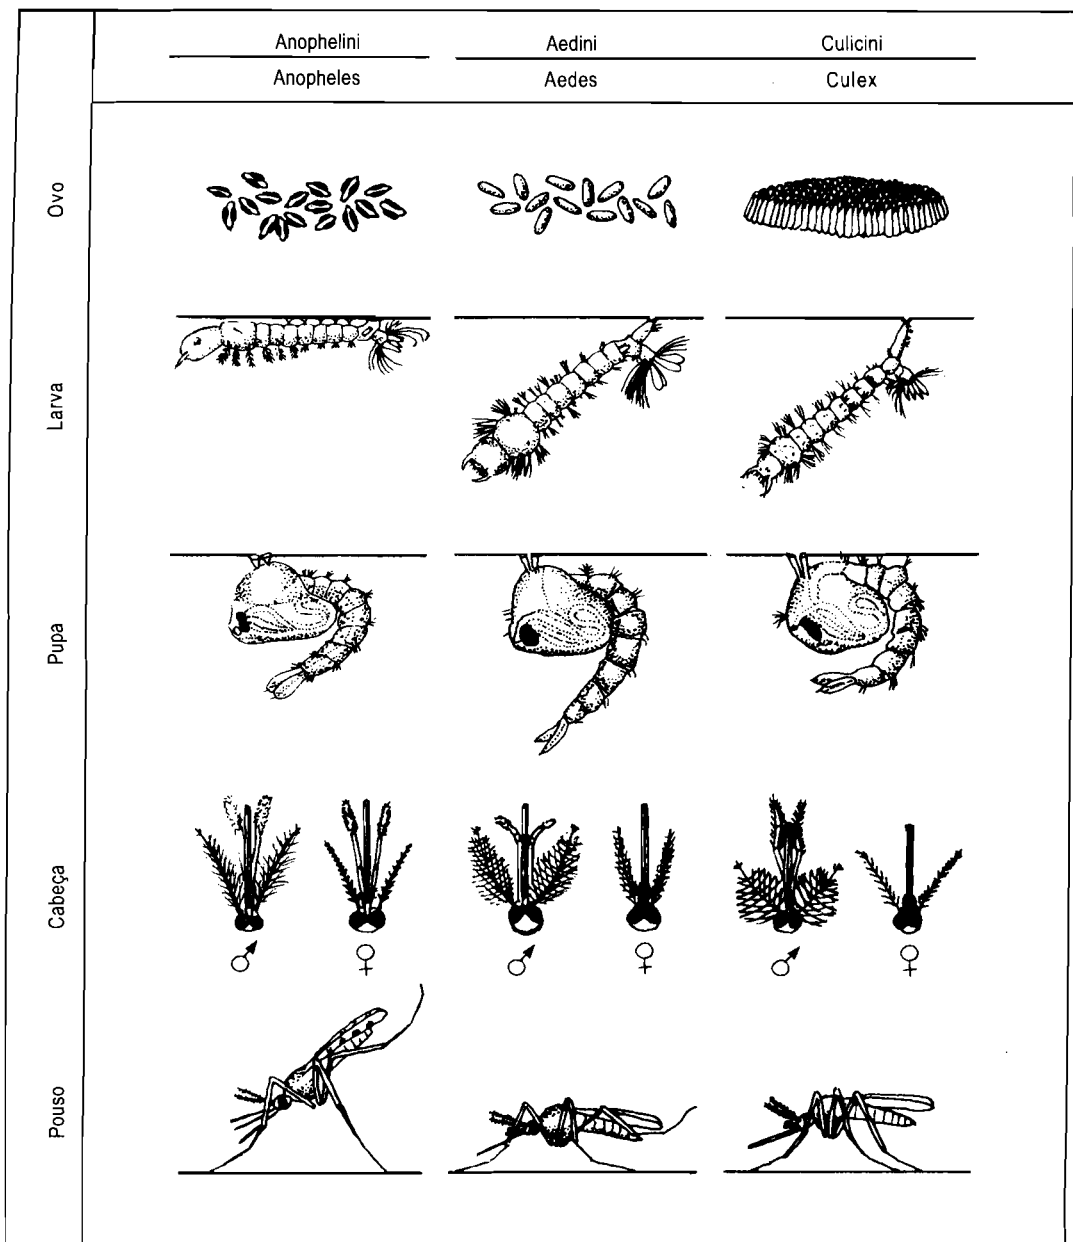 Anophelini Aedini Culicini
Anopheles Aedes Culex
Ovo
Larva
Pupa
Cabeça
♂ ♀ ♂ ♀ ♂ ♀
Pouso